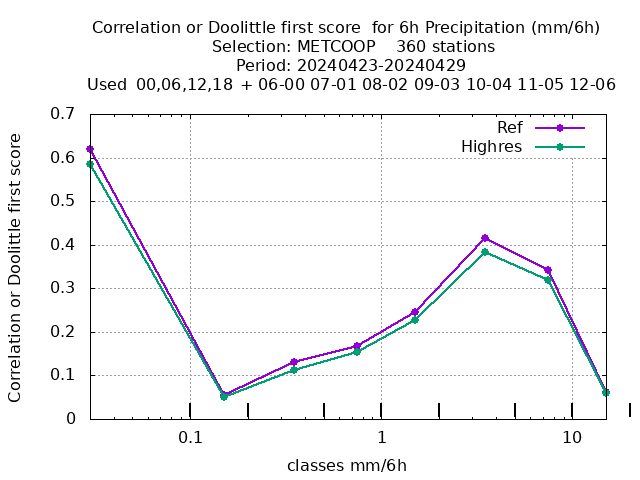 Correlation or Doolittle first score  for 6h Precipitation (mm/6h)
Selection: METCOOP    360 stations
Period: 20240423-20240429
Used  00,06,12,18  + 06-00 07-01 08-02 09-03 10-04 11-05 12-06
Ref
Highres
0.7
0.6
0.5
0.4
0.3
0.2
0.1
0
Correlation or Doolittle first score
0.1
1
10
classes mm/6h